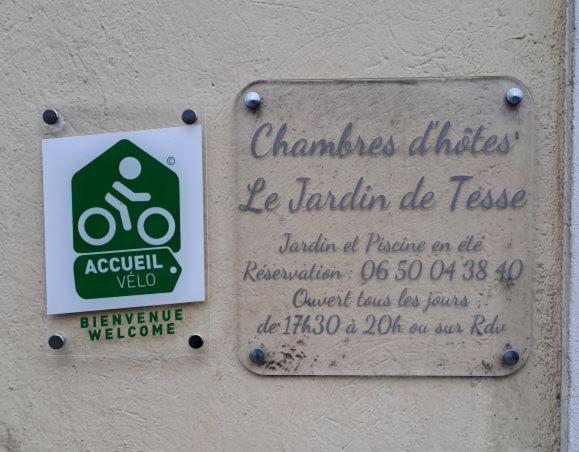 ©
ACCUEIL
VÉLO
BIENVENUE
WELCOME
Chambres d'hôtes
Le Jardin de Tesse
Jardin et Piscine en été
Réservation : 06 50 04 38 40
Ouvert tous les jours
de 17h30 à 20h ou sur Rdv